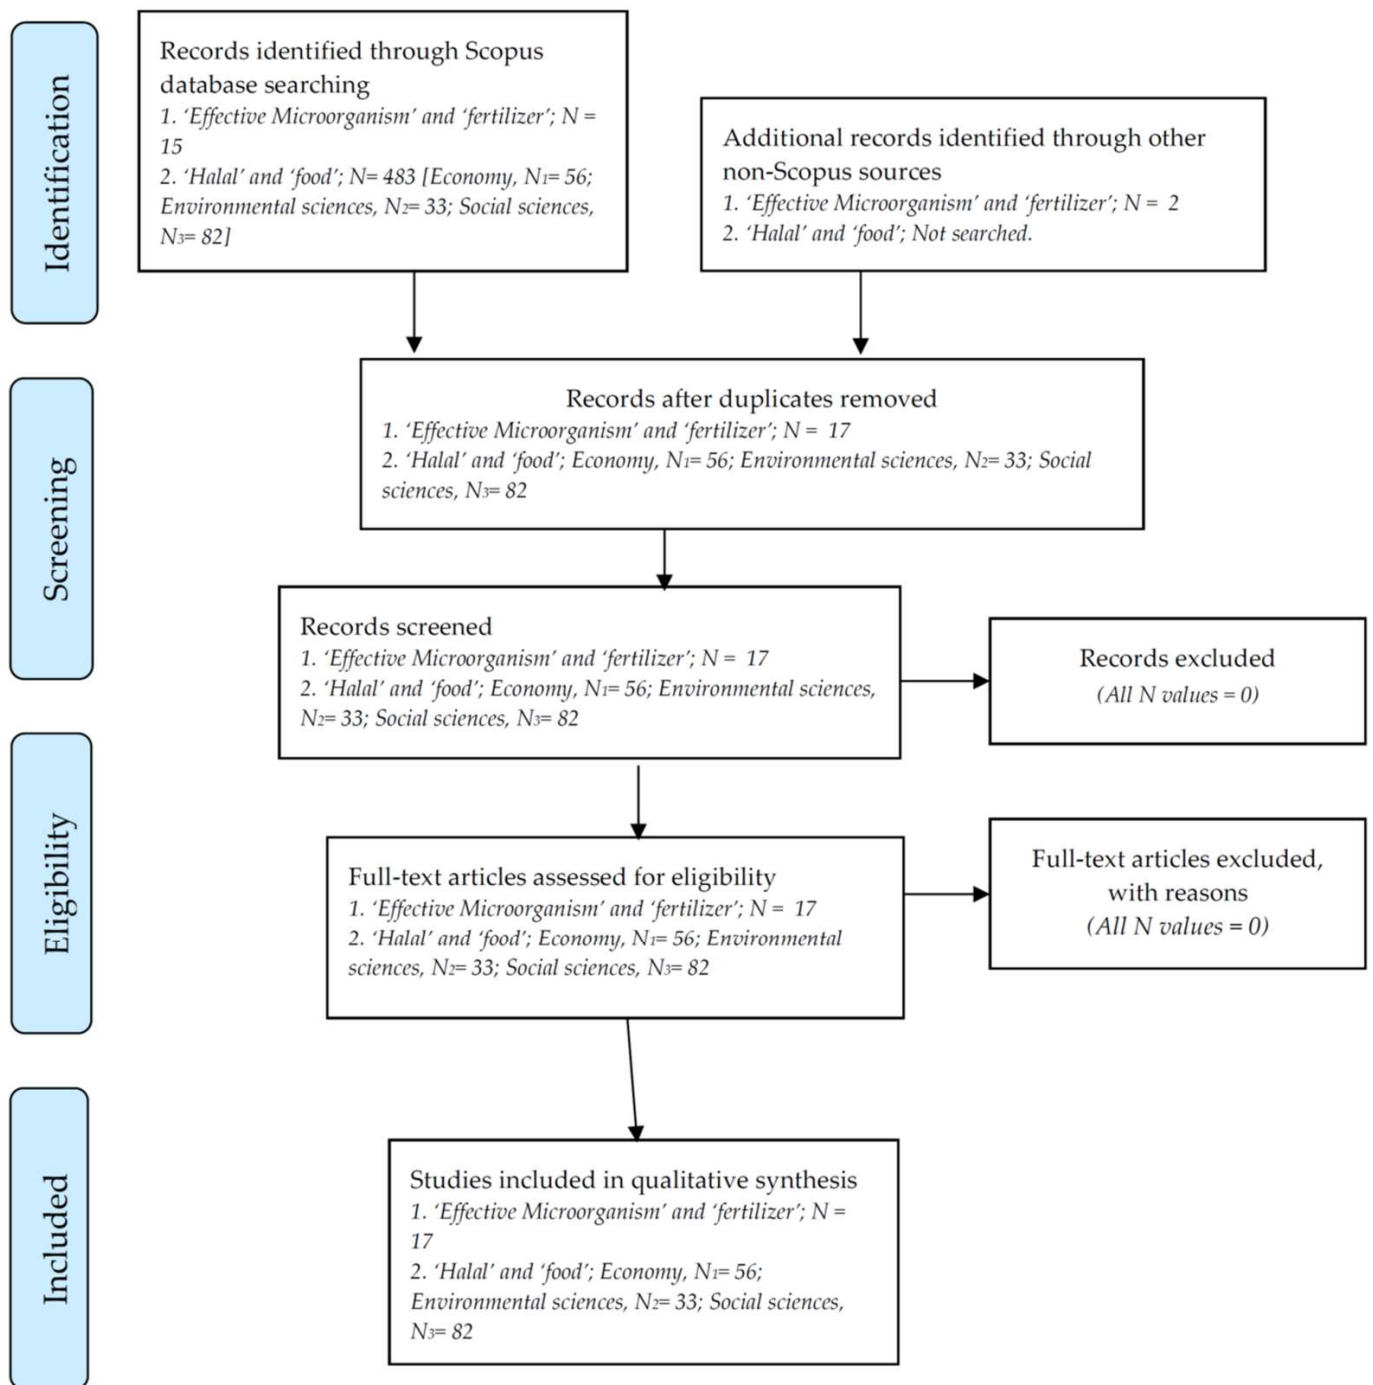 Identification
Records identified through Scopus
database searching
1. ‘Effective Microorganism’ and ‘fertilizer’; N =
15
2. ‘Halal’ and ‘food’; N= 483 [Economy, N1= 56;
Environmental sciences, N2= 33; Social sciences,
N3= 82]
Additional records identified through other
non-Scopus sources
1. ‘Effective Microorganism’ and ‘fertilizer’; N = 2
2. ‘Halal’ and ‘food’; Not searched.
Screening
Records after duplicates removed
1. ‘Effective Microorganism’ and ‘fertilizer’; N = 17
2. ‘Halal’ and ‘food’; Economy, N1= 56; Environmental sciences, N2= 33; Social
sciences, N3= 82
Records screened
1. ‘Effective Microorganism’ and ‘fertilizer’; N = 17
2. ‘Halal’ and ‘food’; Economy, N1= 56; Environmental sciences,
N2= 33; Social sciences, N3= 82
Records excluded
(All N values = 0)
Eligibility
Full-text articles assessed for eligibility
1. ‘Effective Microorganism’ and ‘fertilizer’; N = 17
2. ‘Halal’ and ‘food’; Economy, N1= 56; Environmental
sciences, N2= 33; Social sciences, N3= 82
Full-text articles excluded,
with reasons
(All N values = 0)
Included
Studies included in qualitative synthesis
1. ‘Effective Microorganism’ and ‘fertilizer’; N =
17
2. ‘Halal’ and ‘food’; Economy, N1= 56;
Environmental sciences, N2= 33; Social sciences,
N3= 82